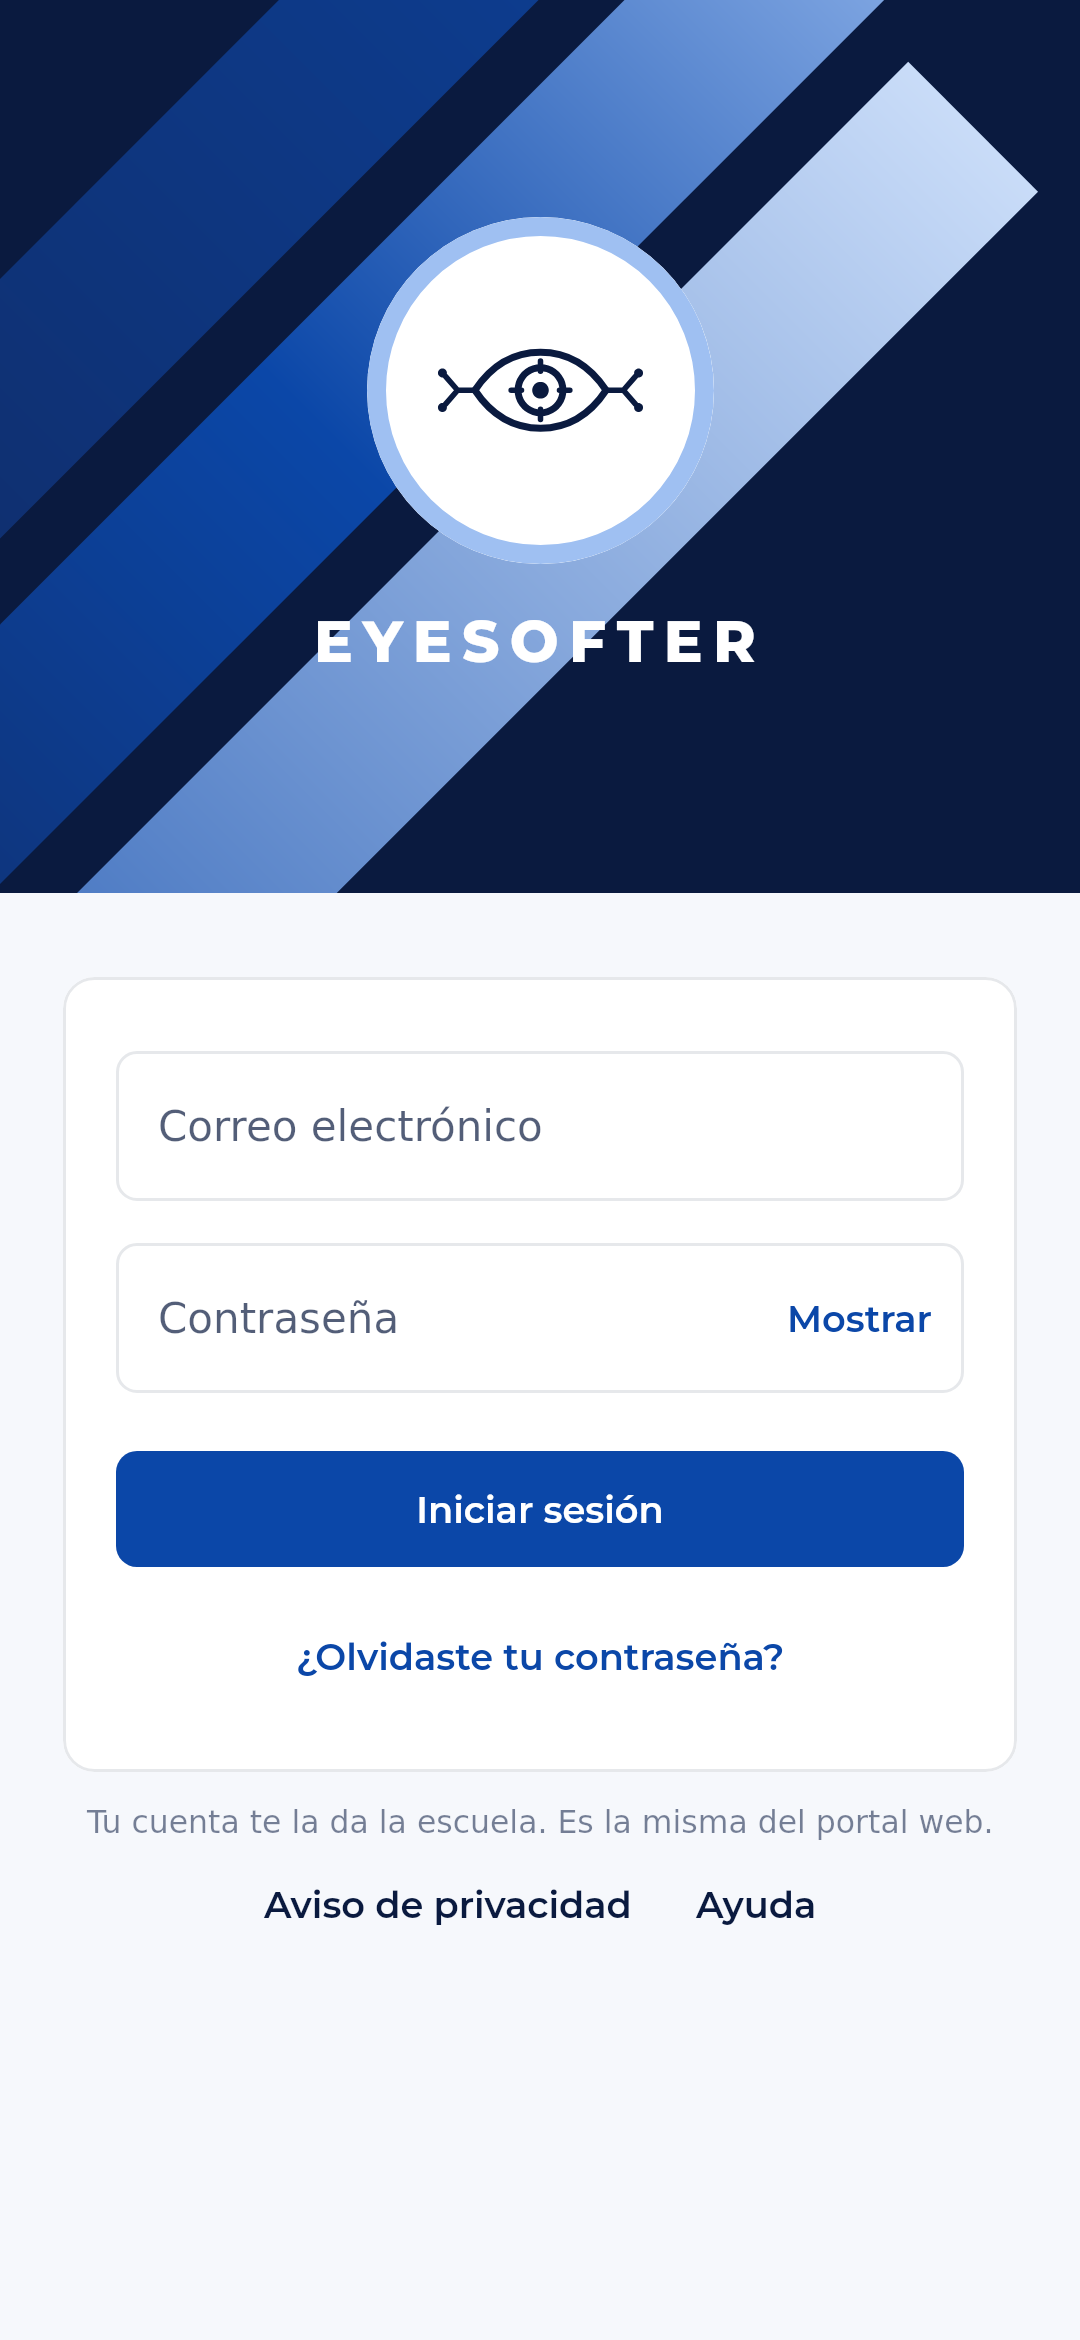 EYESOFTER
Correo electrónico
Contraseña Mostrar
Iniciar sesión
¿Olvidaste tu contraseña?
Tu cuenta te la da la escuela. Es la misma del portal web.
Aviso de privacidad Ayuda